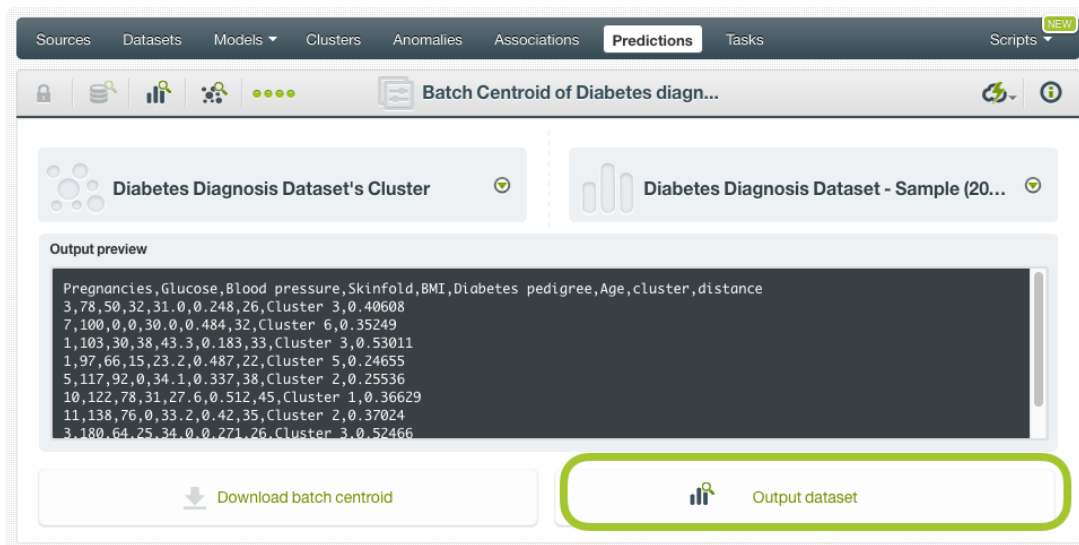 NEW
Sources Datasets Models Clusters Anomalies Associations Predictions Tasks Scripts
Batch Centroid of Diabetes diagn...
Diabetes Diagnosis Dataset's Cluster
Diabetes Diagnosis Dataset - Sample (20...
Output preview
Pregnancies,Glucose,Blood pressure,Skinfold,BMI,Diabetes pedigree,Age,cluster,distance
3,78,50,32,31.0,0.248,26,Cluster 3,0.40608
7,100,0,0,30.0,0.484,32,Cluster 6,0.35249
1,103,30,38,43.3,0.183,33,Cluster 3,0.53011
1,97,66,15,23.2,0.487,22,Cluster 5,0.24655
5,117,92,0,34.1,0.337,38,Cluster 2,0.25536
10,122,78,31,27.6,0.512,45,Cluster 1,0.36629
11,138,76,0,33.2,0.42,35,Cluster 2,0.37024
3,180,64,25,34.0,0.271,26,Cluster 3,0.52466
Download batch centroid
Output dataset